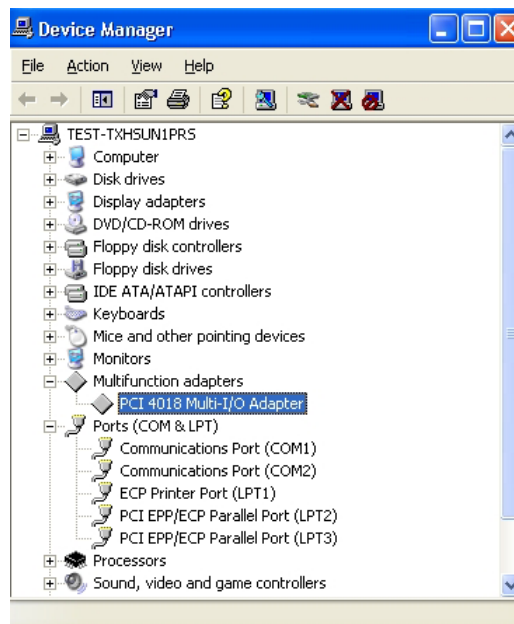 Device Manager
File Action View Help
TEST-TXHSUN1PRS
Computer
Disk drives
Display adapters
DVD/CD-ROM drives
Floppy disk controllers
Floppy disk drives
IDE ATA/ATAPI controllers
Keyboards
Mice and other pointing devices
Monitors
Multifunction adapters
PCI 4018 Multi-I/O Adapter
Ports (COM & LPT)
Communications Port (COM1)
Communications Port (COM2)
ECP Printer Port (LPT1)
PCI EPP/ECP Parallel Port (LPT2)
PCI EPP/ECP Parallel Port (LPT3)
Processors
Sound, video and game controllers